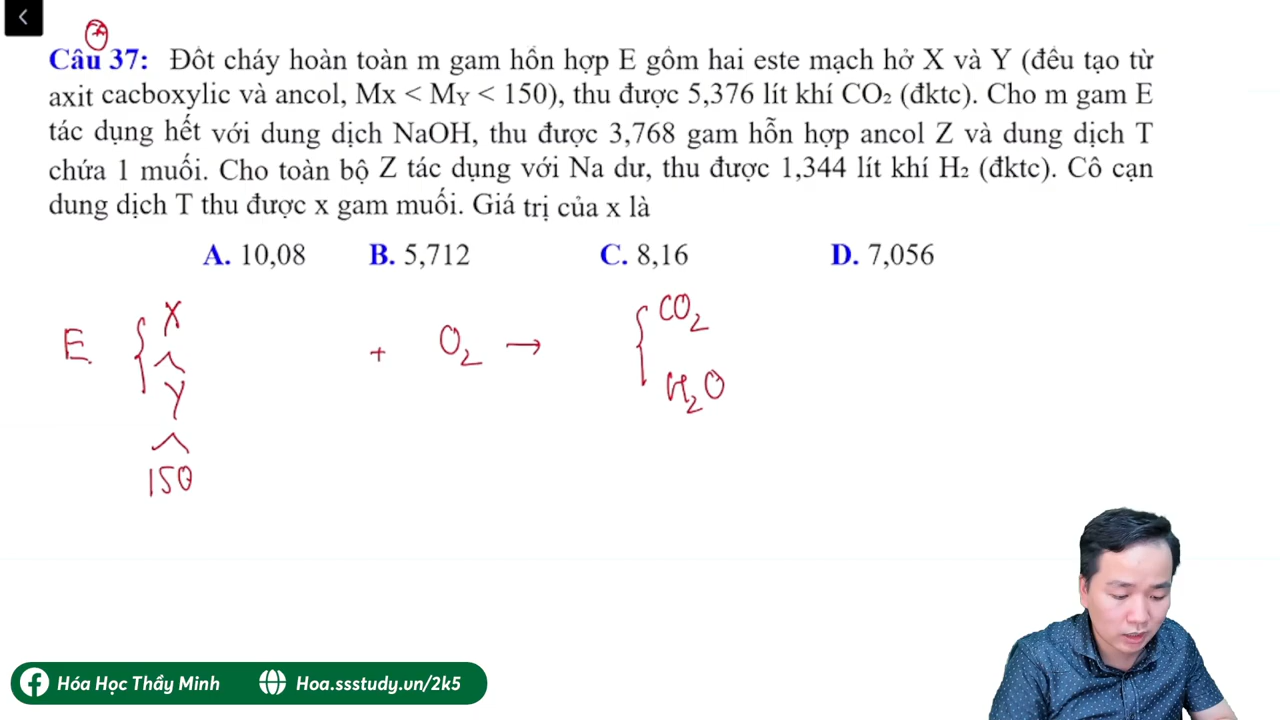 Câu 37: Đôt cháy hoàn toàn m gam hỗn hợp E gồm hai este mạch hở X và Y (đều tạo từ
axit cacboxylic và ancol, Mx < MY < 150), thu được 5,376 lít khí CO₂ (đktc). Cho m gam E
tác dụng hết với dung dịch NaOH, thu được 3,768 gam hỗn hợp ancol Z và dung dịch T
chứa 1 muối. Cho toàn bộ Z tác dụng với Na dư, thu được 1,344 lít khí H₂ (đktc). Cô cạn
dung dịch T thu được x gam muối. Giá trị của x là
A. 10,08 B. 5,712 C. 8,16 D. 7,056
E { X < Y < 150 + O₂ → { CO₂ H₂O
Hóa Học Thầy Minh Hoa.ssstudy.vn/2k5